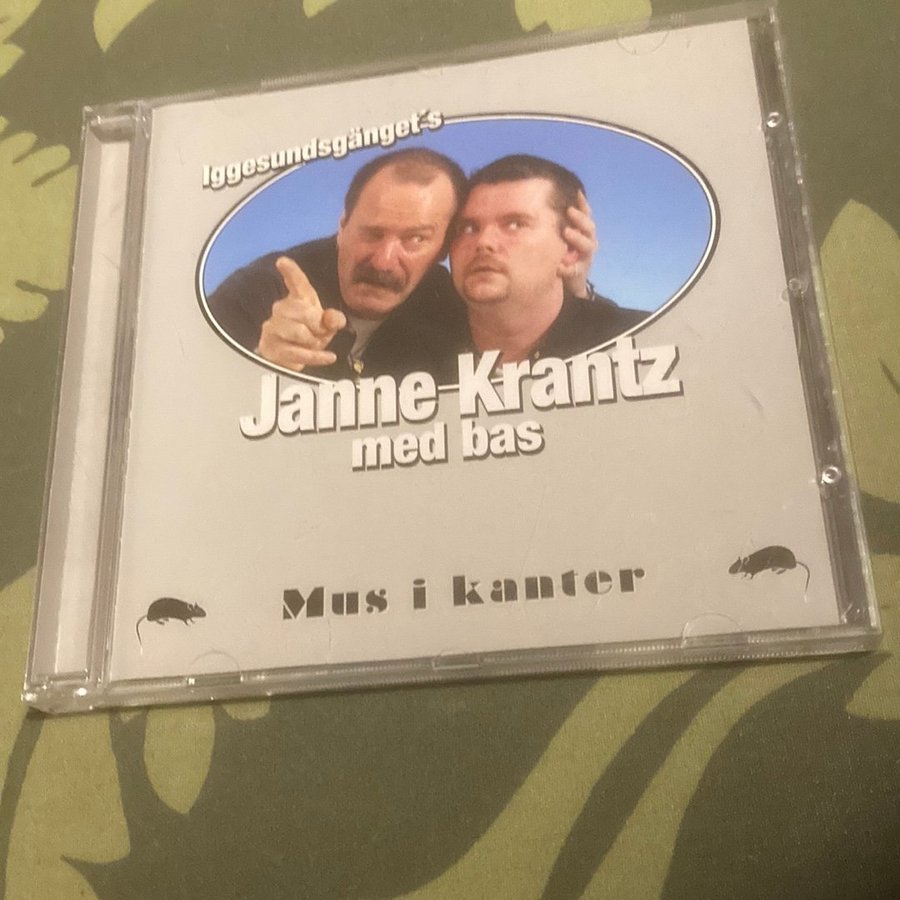 Iggesundsgänget´s
Janne Krantz
med bas
Mus i kanter